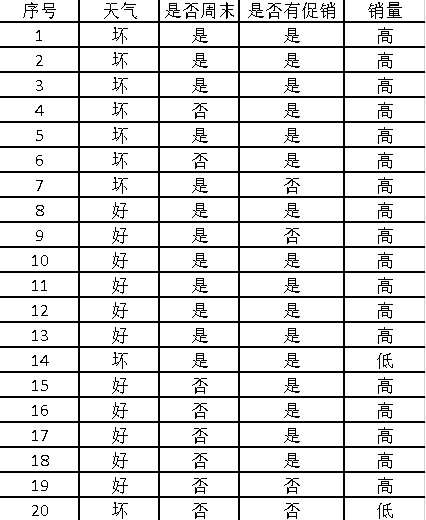 序号 天气 是否周末 是否有促销 销量
1 坏 是 是 高
2 坏 是 是 高
3 坏 是 是 高
4 坏 否 是 高
5 坏 是 是 高
6 坏 否 是 高
7 坏 是 否 高
8 好 是 是 高
9 好 是 否 高
10 好 是 是 高
11 好 是 是 高
12 好 是 是 高
13 好 是 是 高
14 坏 是 是 低
15 好 否 是 高
16 好 否 是 高
17 好 否 是 高
18 好 否 是 高
19 好 否 否 高
20 坏 否 否 低